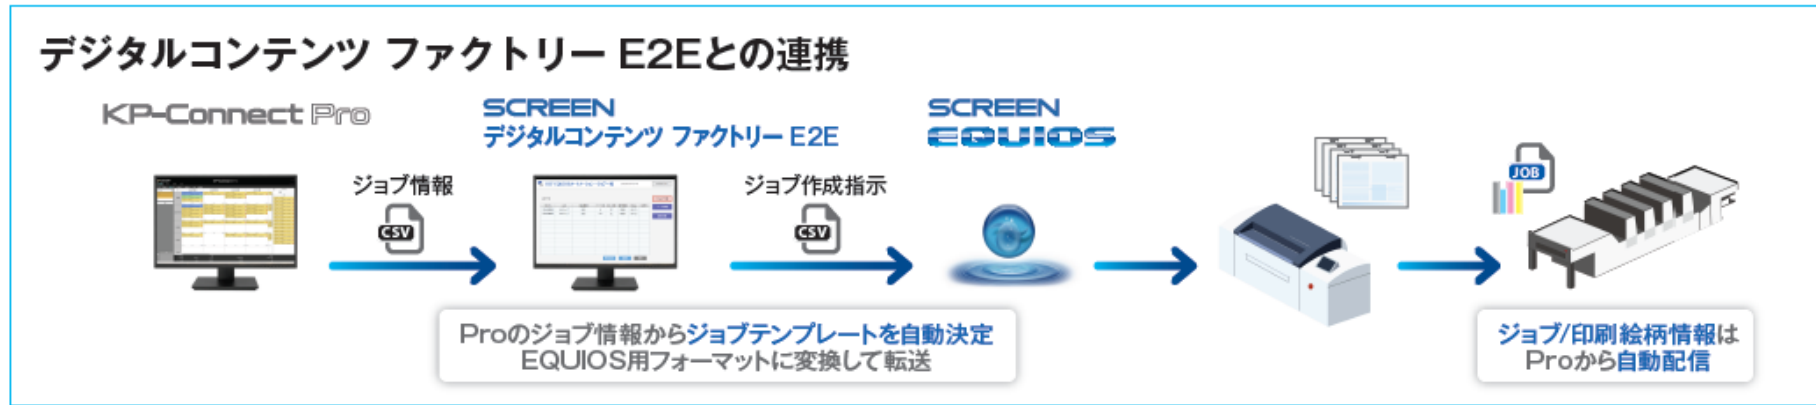 デジタルコンテンツ ファクトリー E2Eとの連携
KP-Connect Pro
SCREEN
デジタルコンテンツ ファクトリー E2E
SCREEN
EQUIOS
ジョブ情報
CSV
ジョブ作成指示
CSV
JOB
Proのジョブ情報からジョブテンプレートを自動決定
EQUIOS用フォーマットに変換して転送
ジョブ/印刷絵柄情報は
Proから自動配信